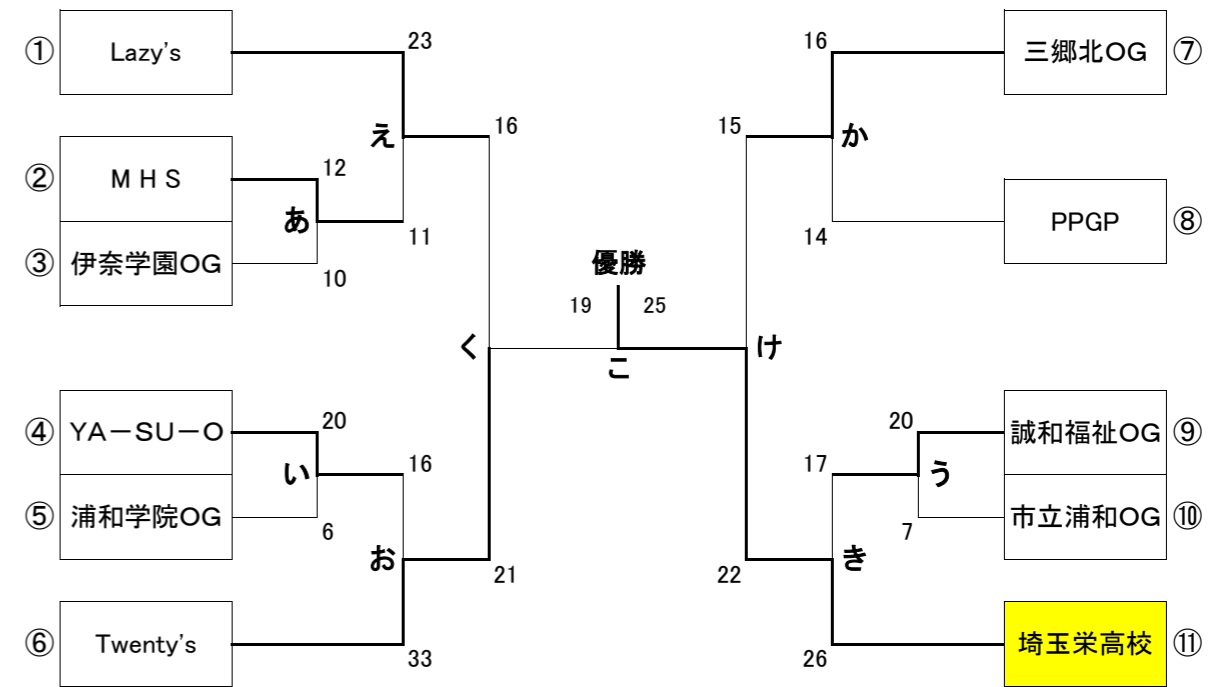 ① Lazy's
23
え
16
② ＭＨＳ
12
あ
11
③ 伊奈学園OG
10
く
④ YA－SU－O
20
い
16
⑤ 浦和学院OG
6
お
21
⑥ Twenty's
33
優勝
19 25
こ
16
三郷北OG ⑦
15
か
14
PPGP ⑧
け
20
誠和福祉OG ⑨
17
う
7
市立浦和OG ⑩
22
き
26
埼玉栄高校 ⑪